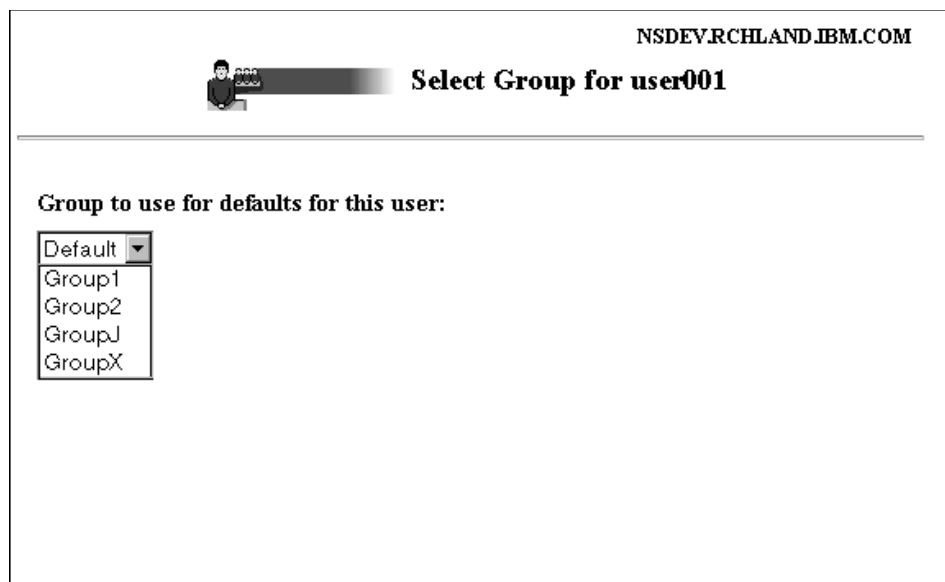 NSDEV.RCHLAND.IBM.COM
Select Group for user001
Group to use for defaults for this user:
Default
Group1
Group2
GroupJ
GroupX